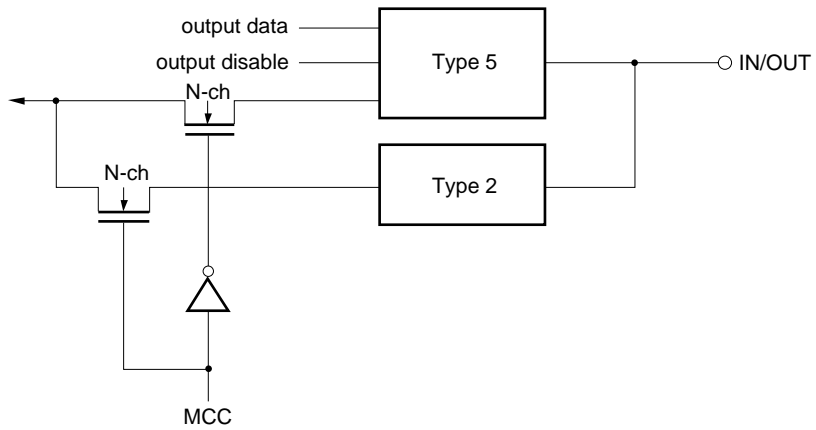 output data
output disable
Type 5
IN/OUT
N-ch
N-ch
Type 2
MCC